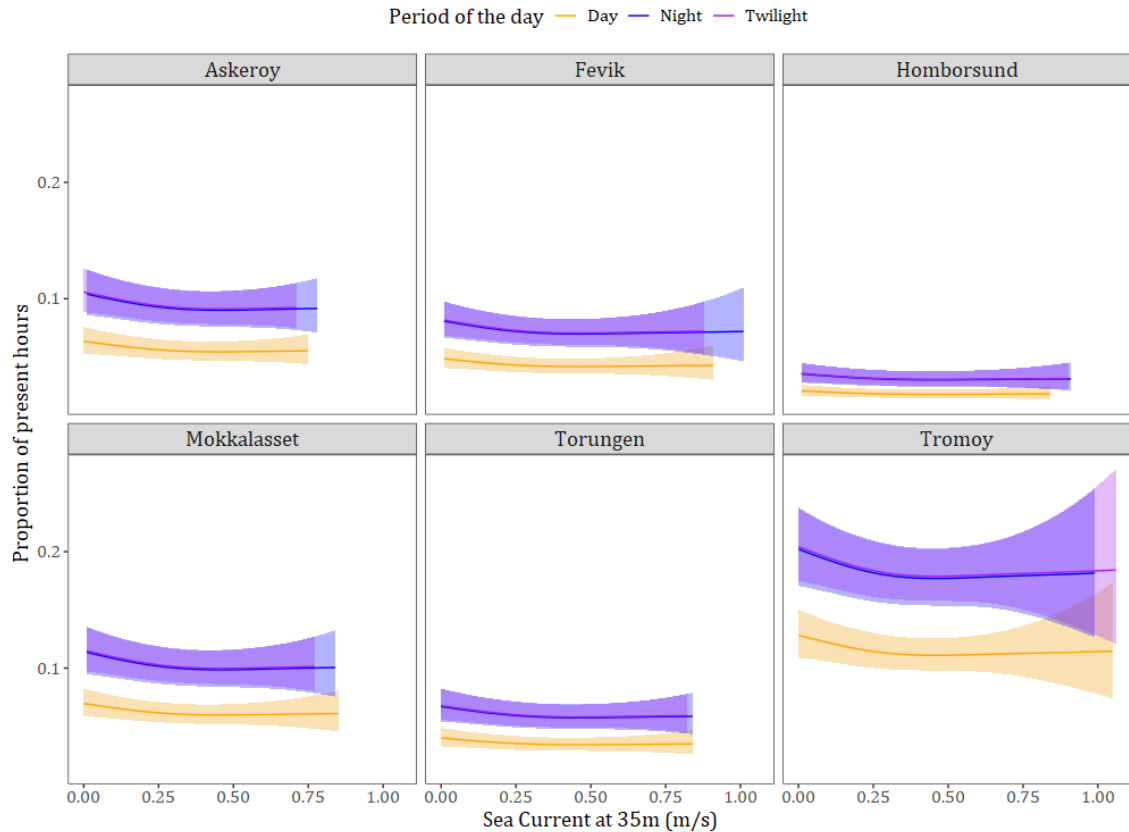 Period of the day Day Night Twilight
Askeroy Fevik Homborsund
0.2
0.1
Mokkalasset Torungen Tromoy
0.2
0.1
0.00 0.25 0.50 0.75 1.00 0.00 0.25 0.50 0.75 1.00 0.00 0.25 0.50 0.75 1.00
Sea Current at 35m (m/s)
Proportion of present hours